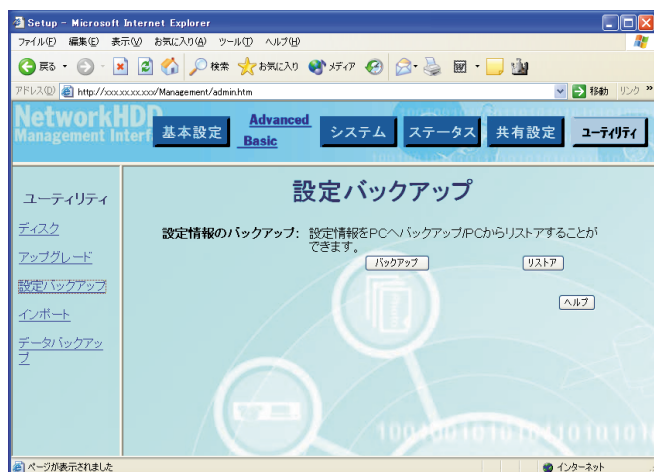 Setup - Microsoft Internet Explorer
ファイル(F) 編集(E) 表示(V) お気に入り(A) ツール(T) ヘルプ(H)
戻る 検索 お気に入り メディア
アドレス(D) http://xxx.xx.xx.xxx/Management/admin.htm 移動 リンク »
NetworkHDD
Management Interf
基本設定 Advanced Basic システム ステータス 共有設定 ユーティリティ
ユーティリティ
ディスク
アップグレード
設定バックアップ
インポート
データバックアップ
設定バックアップ
設定情報のバックアップ: 設定情報をPCへバックアップ/PCからリストアすることが
できます。
バックアップ リストア
ヘルプ
ページが表示されました インターネット